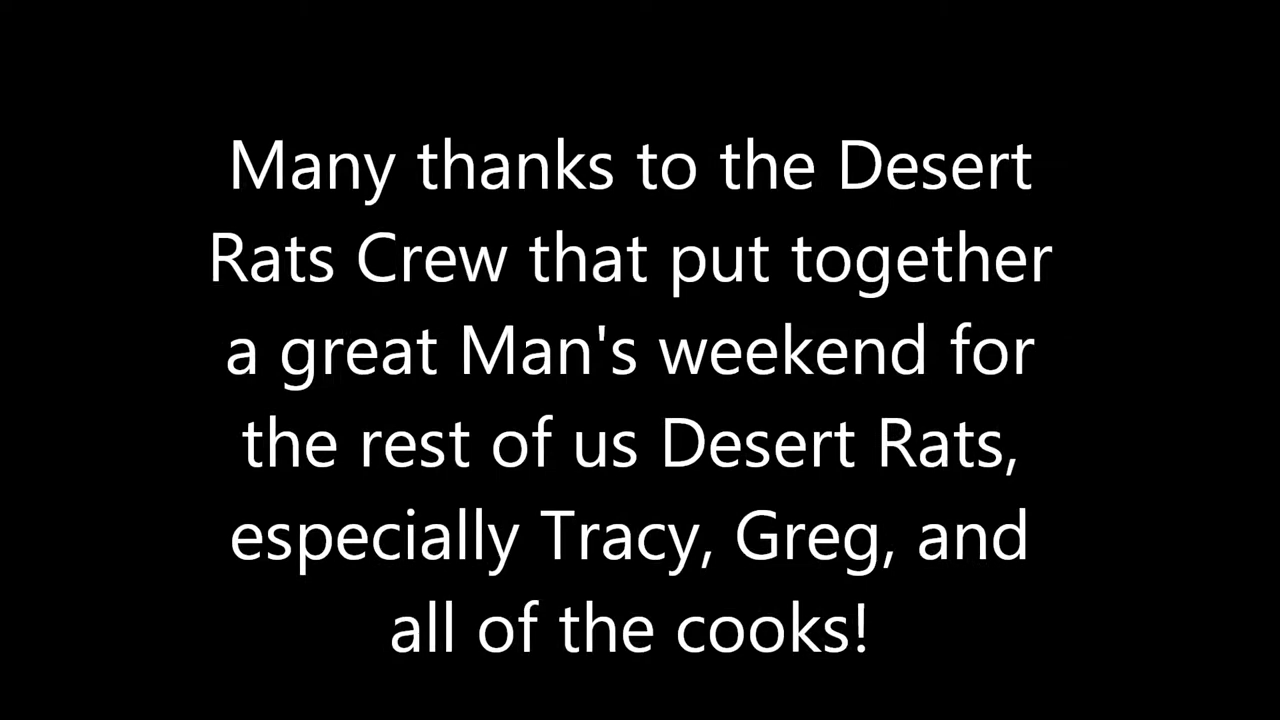 Many thanks to the Desert
Rats Crew that put together
a great Man's weekend for
the rest of us Desert Rats,
especially Tracy, Greg, and
all of the cooks!